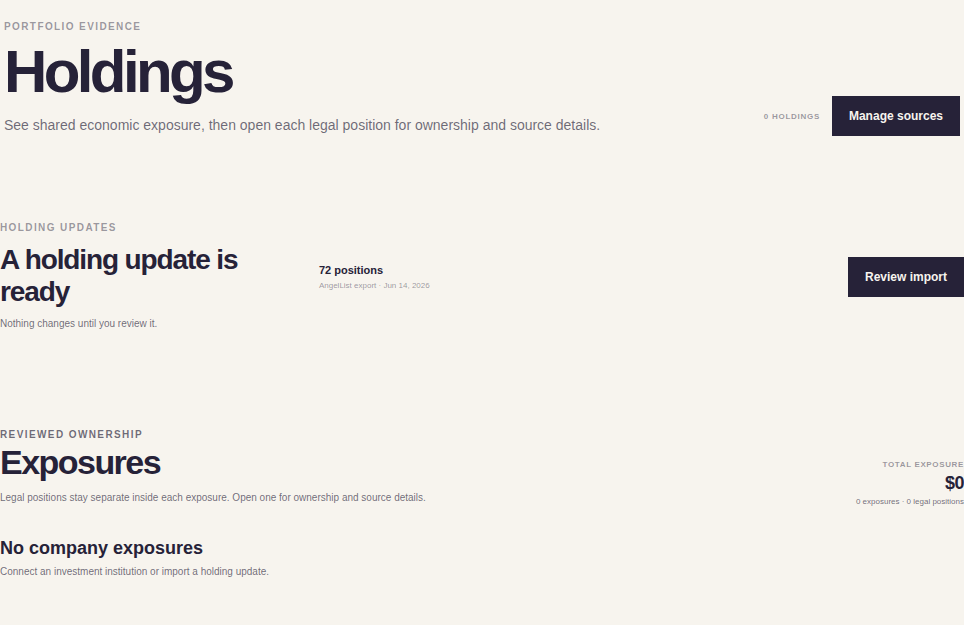 PORTFOLIO EVIDENCE
Holdings
See shared economic exposure, then open each legal position for ownership and source details.
0 HOLDINGS
Manage sources
HOLDING UPDATES
A holding update is
ready
Nothing changes until you review it.
72 positions
AngelList export · Jun 14, 2026
Review import
REVIEWED OWNERSHIP
Exposures
Legal positions stay separate inside each exposure. Open one for ownership and source details.
TOTAL EXPOSURE
$0
0 exposures · 0 legal positions
No company exposures
Connect an investment institution or import a holding update.